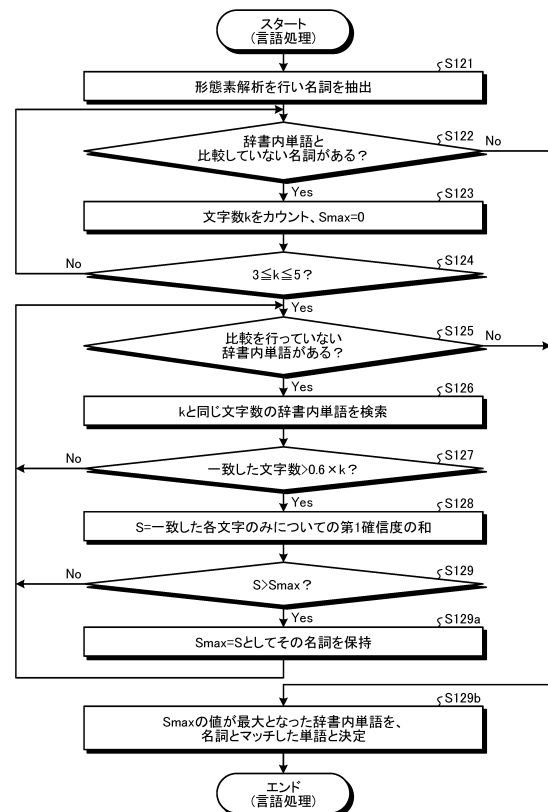 スタート
(言語処理)
S121
形態素解析を行い名詞を抽出
S122
辞書内単語と
比較していない名詞がある?
No
Yes
S123
文字数kをカウント、Smax=0
S124
No
3≦k≦5?
Yes
S125
比較を行っていない
辞書内単語がある?
No
Yes
S126
kと同じ文字数の辞書内単語を検索
S127
No
一致した文字数>0.6×k?
Yes
S128
S=一致した各文字のみについての第1確信度の和
S129
No
S>Smax?
Yes
S129a
Smax=Sとしてその名詞を保持
S129b
Smaxの値が最大となった辞書内単語を、
名詞とマッチした単語と決定
エンド
(言語処理)